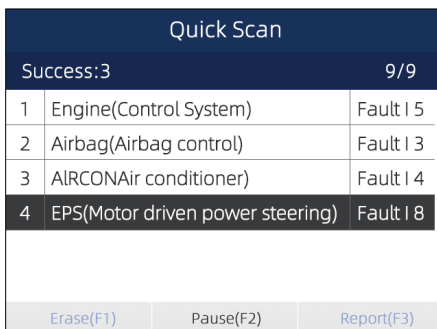 Quick Scan
Success:3 9/9
1 Engine(Control System) Fault I 5
2 Airbag(Airbag control) Fault I 3
3 AlRCONAir conditioner) Fault I 4
4 EPS(Motor driven power steering) Fault I 8
Erase(F1) Pause(F2) Report(F3)